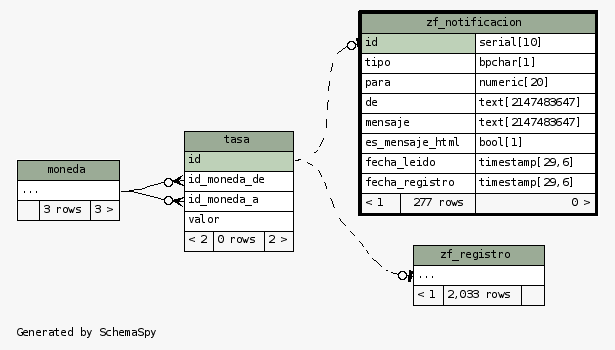 zf_notificacion
id serial[10]
tipo bpchar[1]
para numeric[20]
de text[2147483647]
mensaje text[2147483647]
es_mensaje_html bool[1]
fecha_leido timestamp[29,6]
fecha_registro timestamp[29,6]
< 1 277 rows 0 >
tasa
id
id_moneda_de
id_moneda_a
valor
< 2 0 rows 2 >
moneda
...
3 rows 3 >
zf_registro
...
< 1 2,033 rows
Generated by SchemaSpy